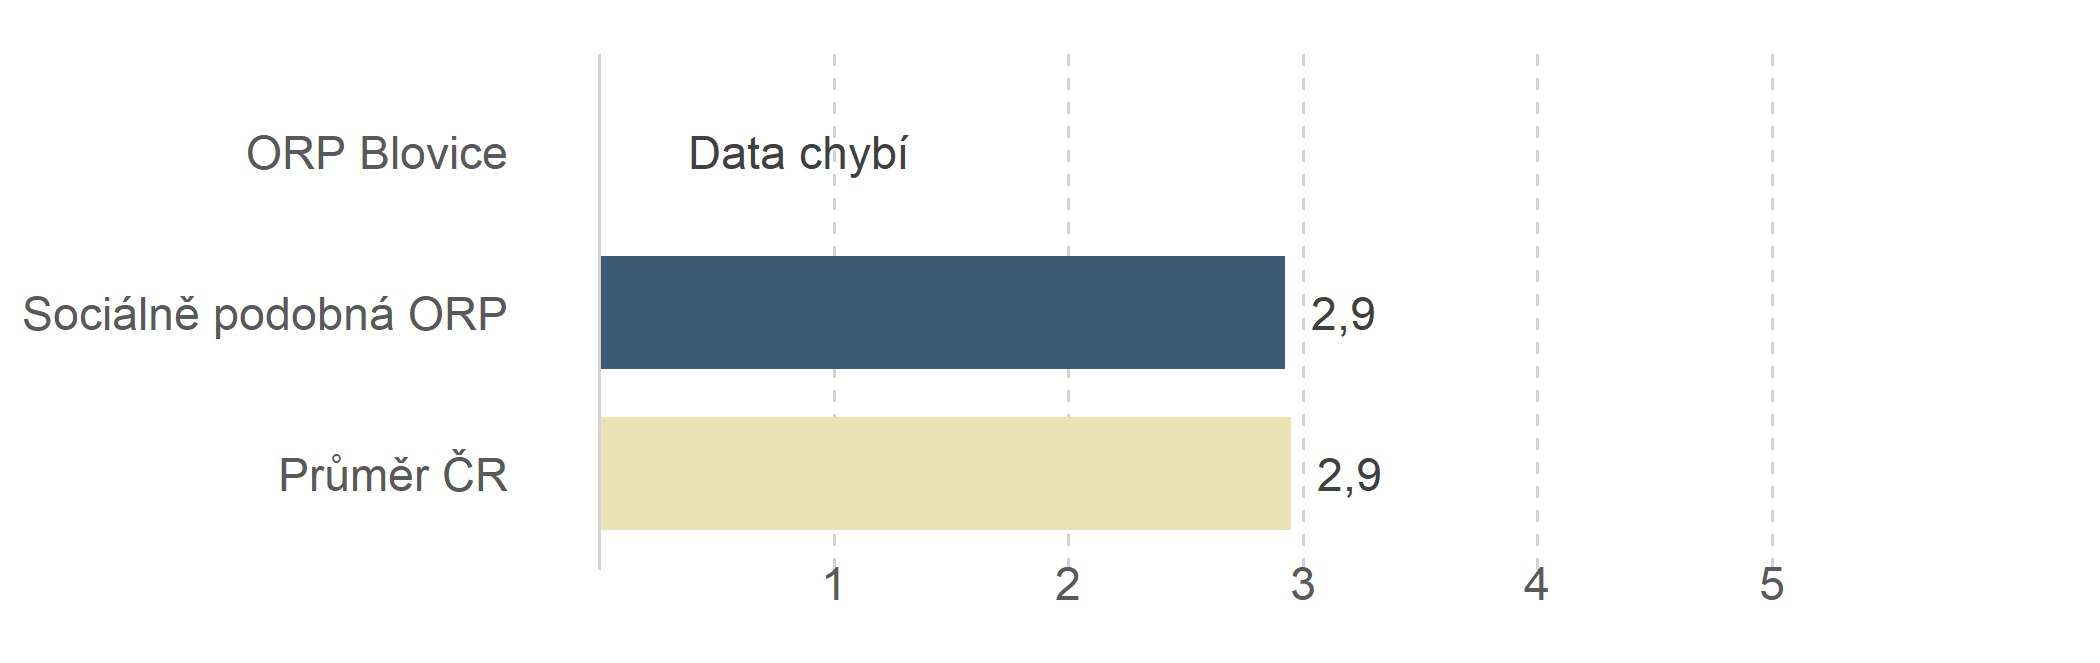 ORP Blovice Data chybí
Sociálně podobná ORP 2,9
Průměr ČR 2,9
1 2 3 4 5